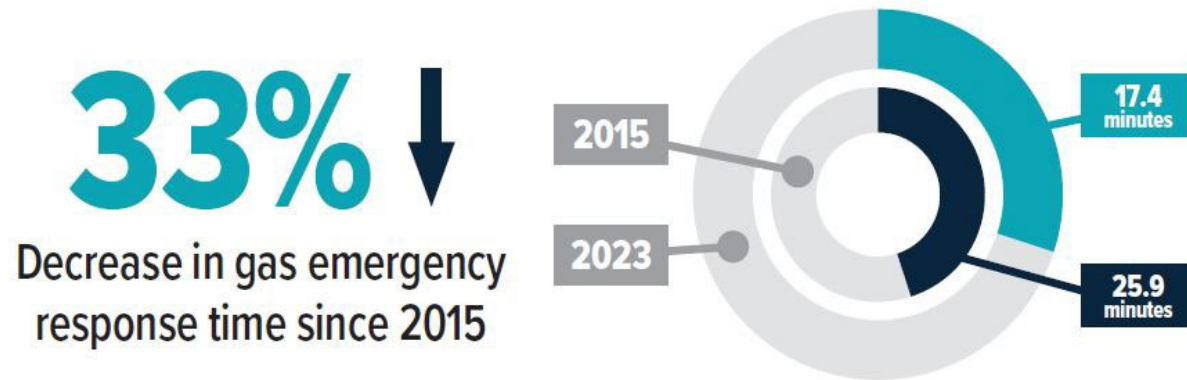 33%
Decrease in gas emergency
response time since 2015
2015
2023
17.4
minutes
25.9
minutes